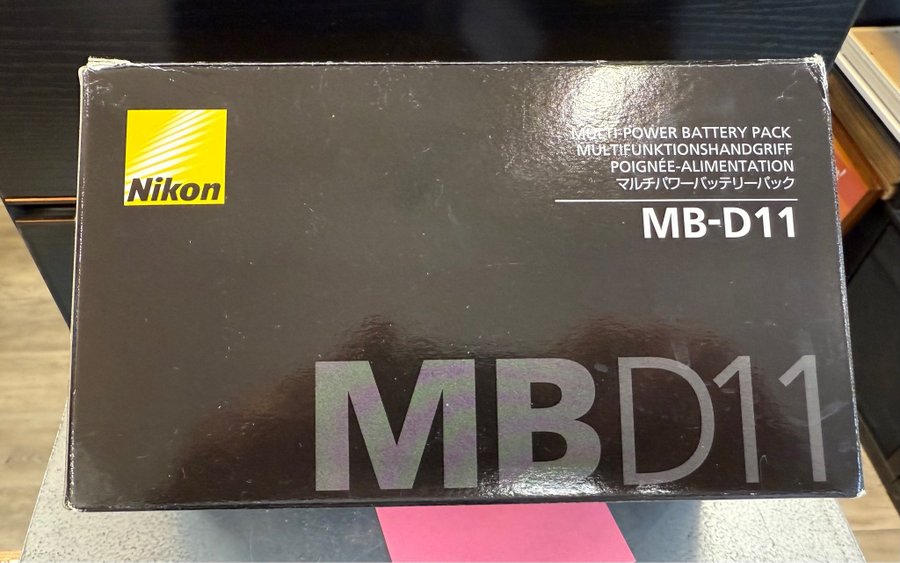 Nikon
MULTI-POWER BATTERY PACK
MULTIFUNKTIONSHANDGRIFF
POIGNÉE-ALIMENTATION
マルチパワーバッテリーパック
MB-D11
MBD11